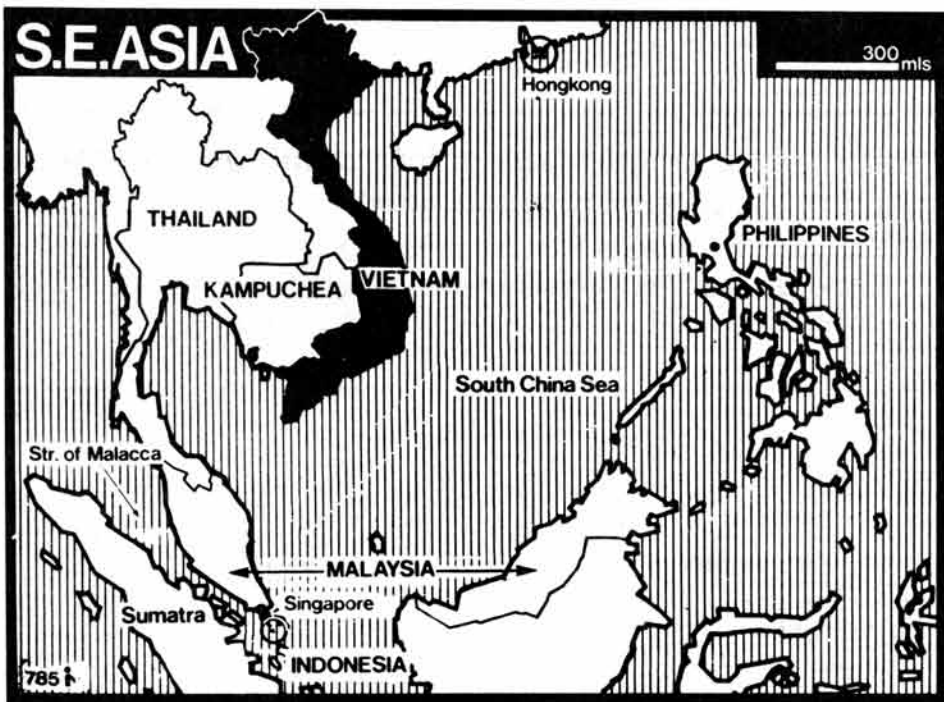 S.E.ASIA
300 mls
Hongkong
THAILAND
PHILIPPINES
KAMPUCHEA
VIETNAM
South China Sea
Str. of Malacca
MALAYSIA
Sumatra
Singapore
INDONESIA
785